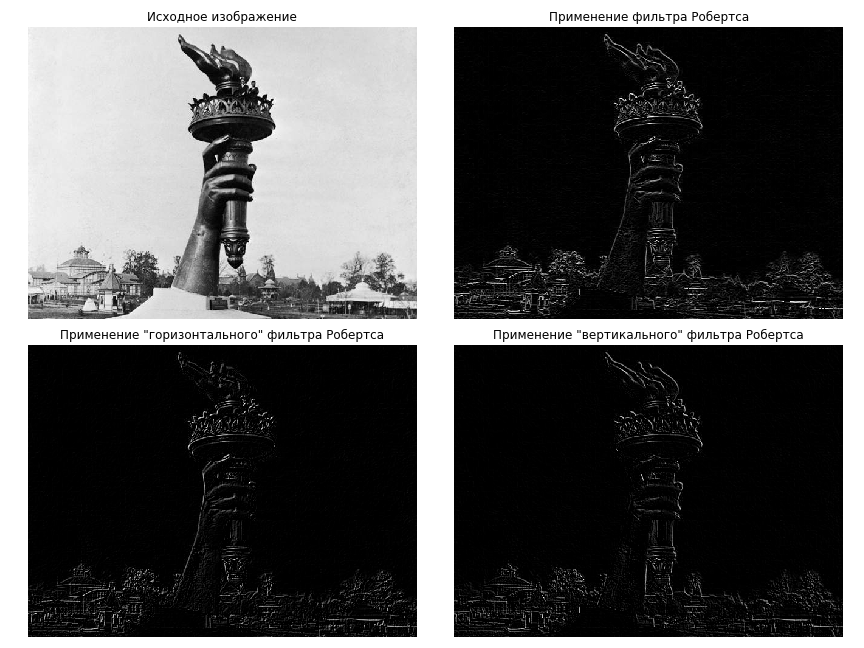 Исходное изображение
Применение фильтра Робертса
Применение "горизонтального" фильтра Робертса
Применение "вертикального" фильтра Робертса